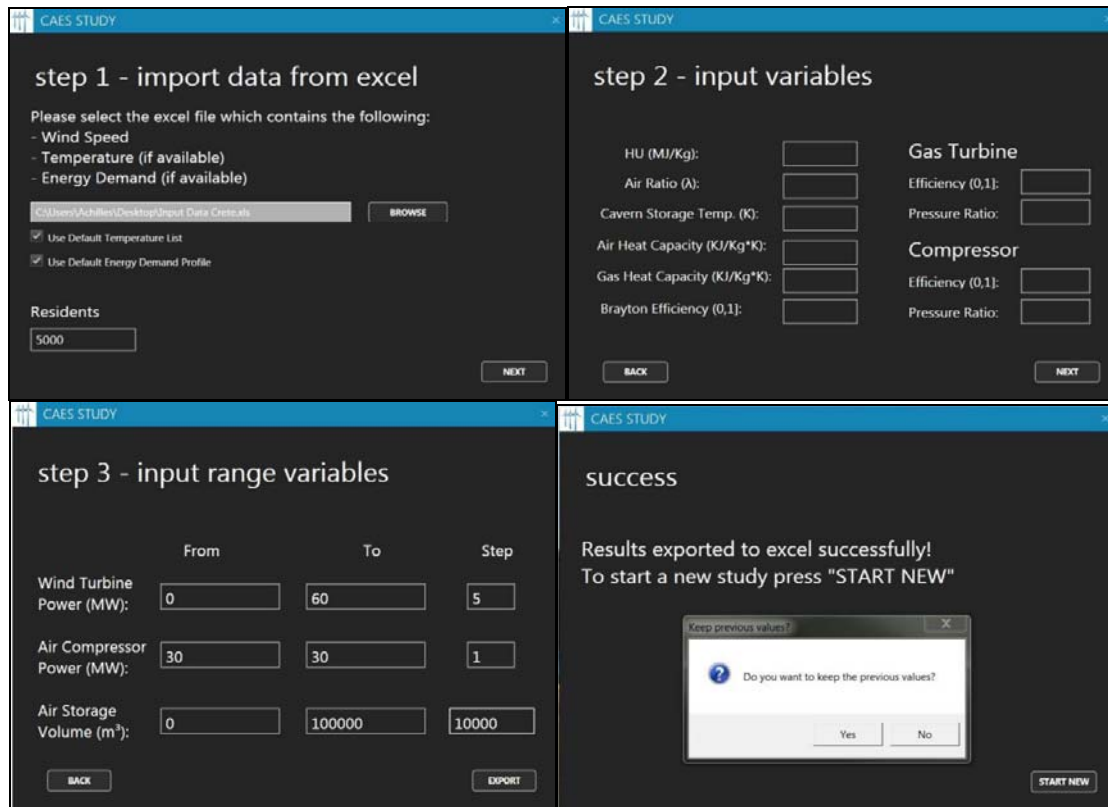 CAES STUDY
step 1 - import data from excel
Please select the excel file which contains the following:
- Wind Speed
- Temperature (if available)
- Energy Demand (if available)
C:\Users\Achilles\Desktop\Input Data Crete.xls
BROWSE
Use Default Temperature List
Use Default Energy Demand Profile
Residents
5000
NEXT
CAES STUDY
step 2 - input variables
HU (MJ/Kg):
Air Ratio (λ):
Cavern Storage Temp. (K):
Air Heat Capacity (KJ/Kg*K):
Gas Heat Capacity (KJ/Kg*K):
Brayton Efficiency (0,1]:
Gas Turbine
Efficiency (0,1]:
Pressure Ratio:
Compressor
Efficiency (0,1]:
Pressure Ratio:
BACK
NEXT
CAES STUDY
step 3 - input range variables
From To Step
Wind Turbine
Power (MW):
0 60 5
Air Compressor
Power (MW):
30 30 1
Air Storage
Volume (m³):
0 100000 10000
BACK
EXPORT
CAES STUDY
success
Results exported to excel successfully!
To start a new study press "START NEW"
Keep previous values?
Do you want to keep the previous values?
Yes No
START NEW